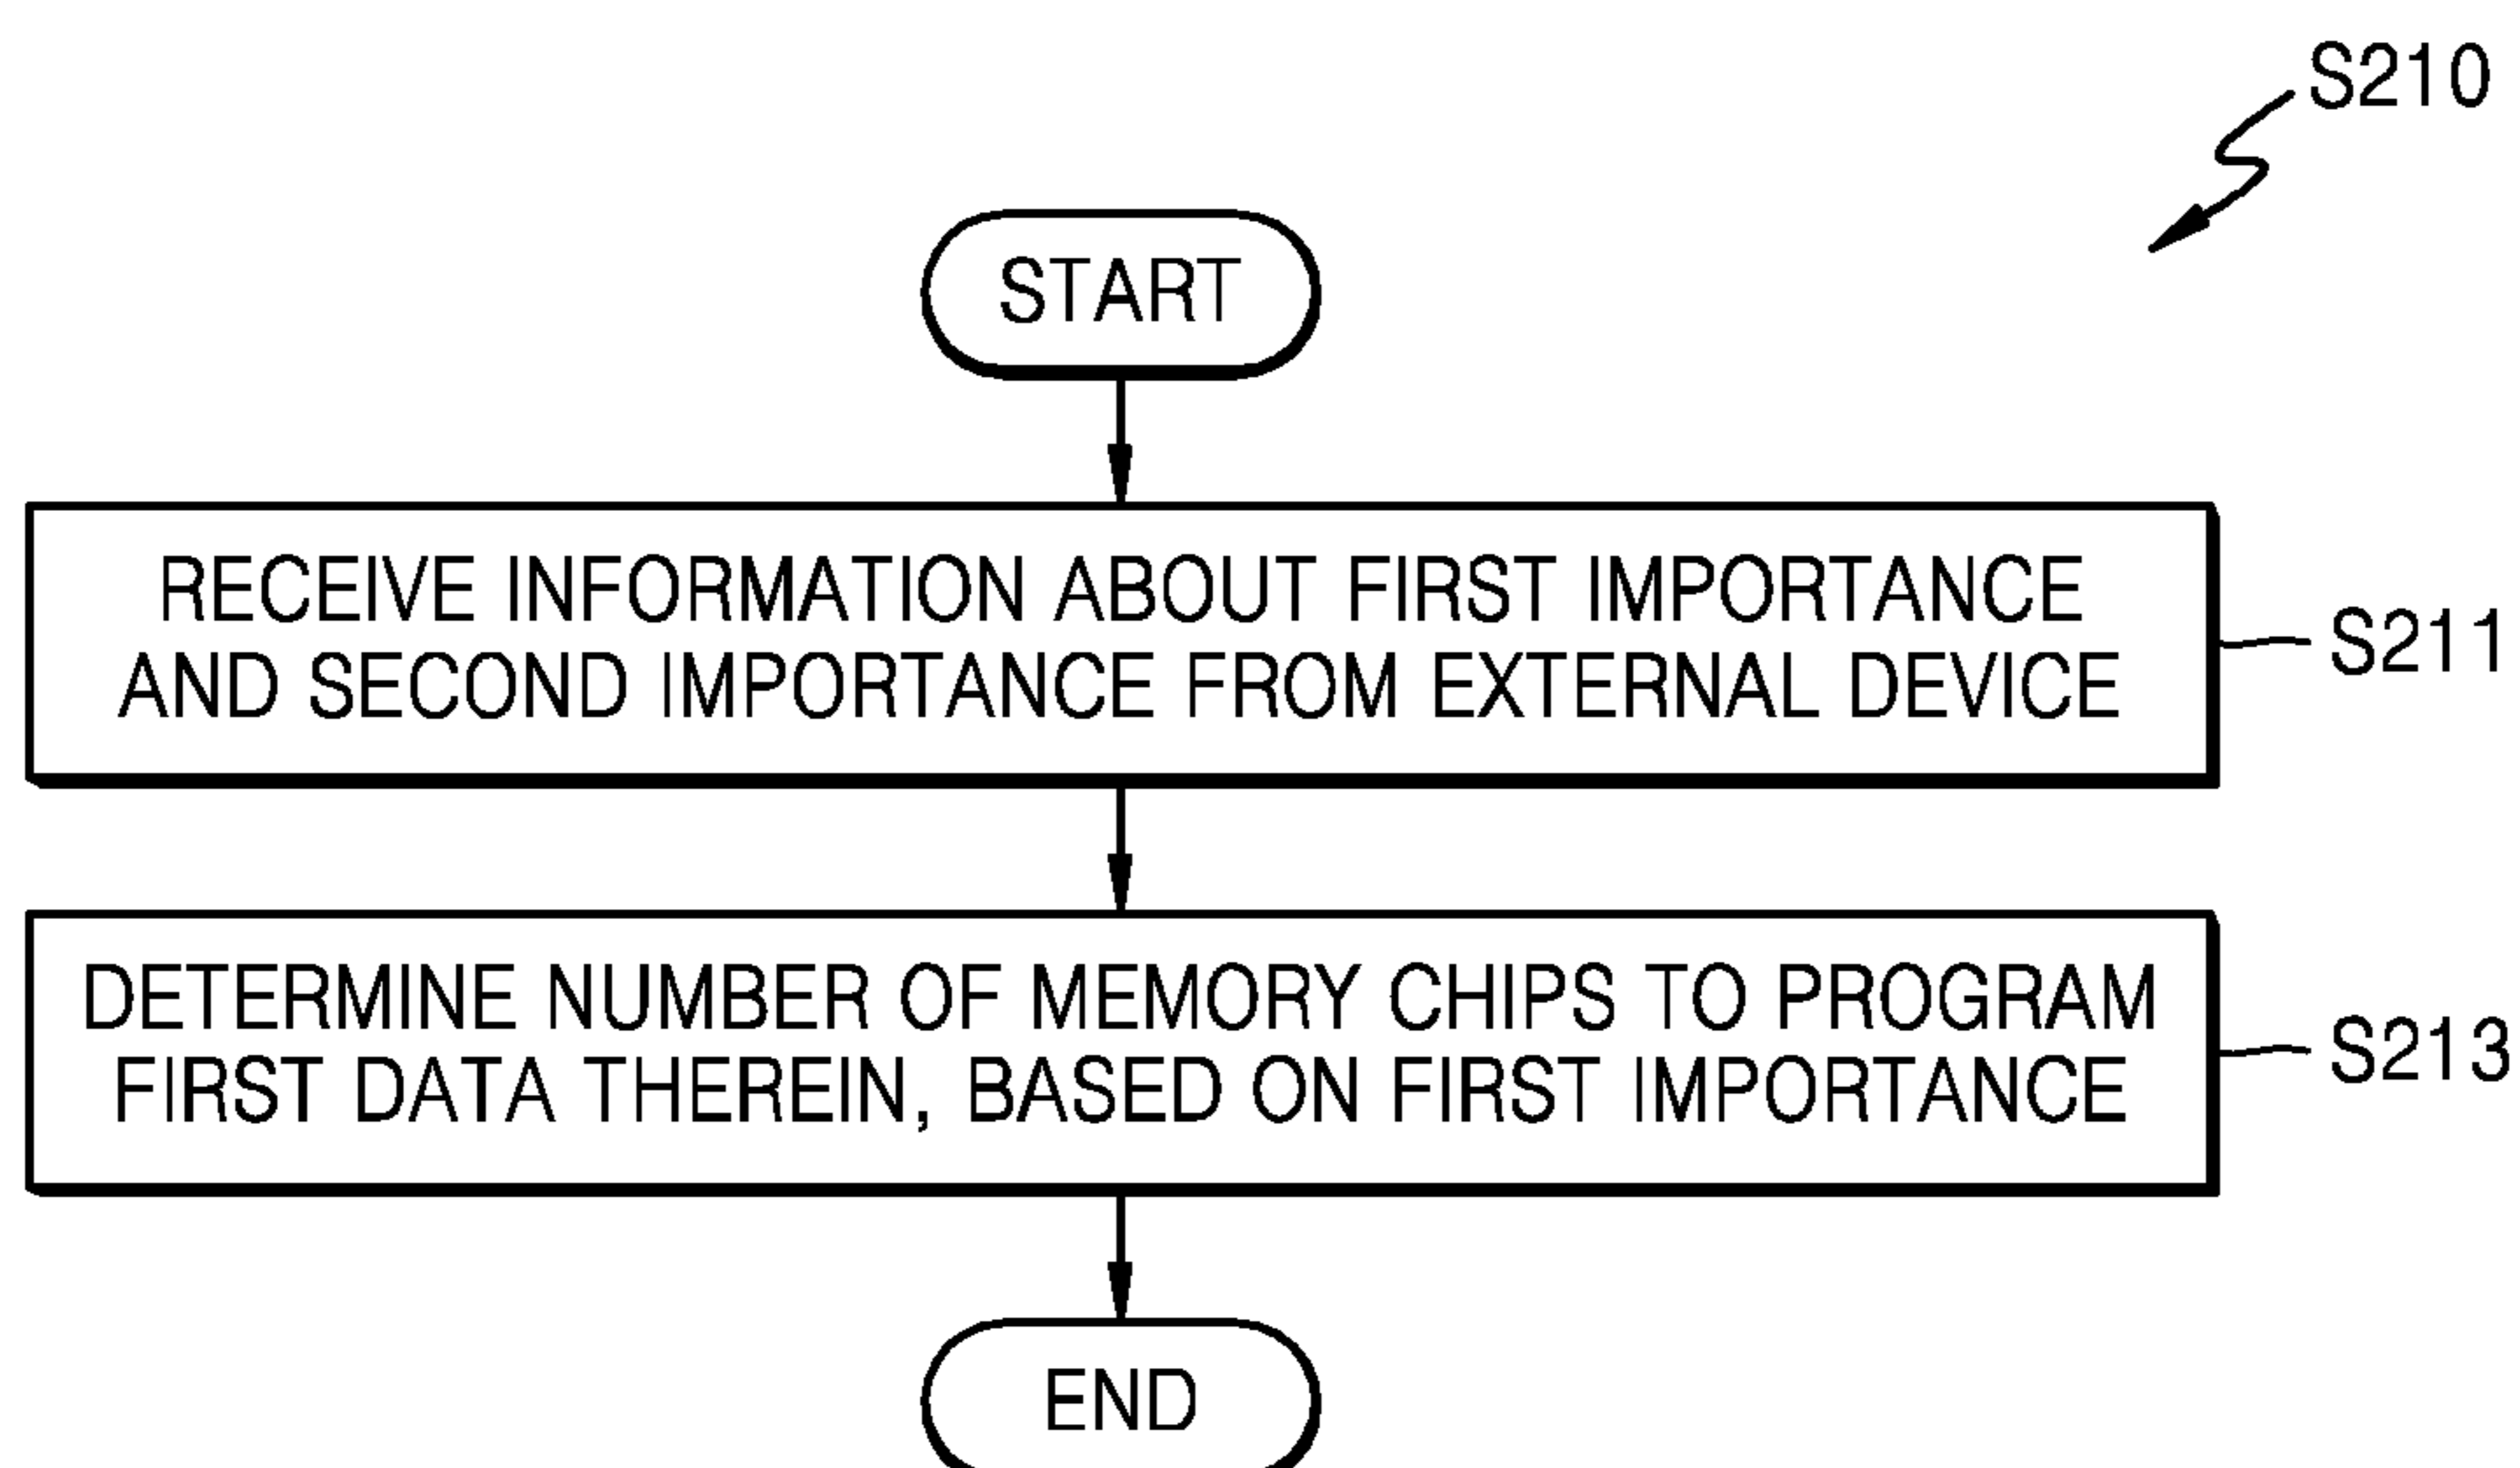 S210
START
RECEIVE INFORMATION ABOUT FIRST IMPORTANCE
AND SECOND IMPORTANCE FROM EXTERNAL DEVICE
S211
DETERMINE NUMBER OF MEMORY CHIPS TO PROGRAM
FIRST DATA THEREIN, BASED ON FIRST IMPORTANCE
S213
END